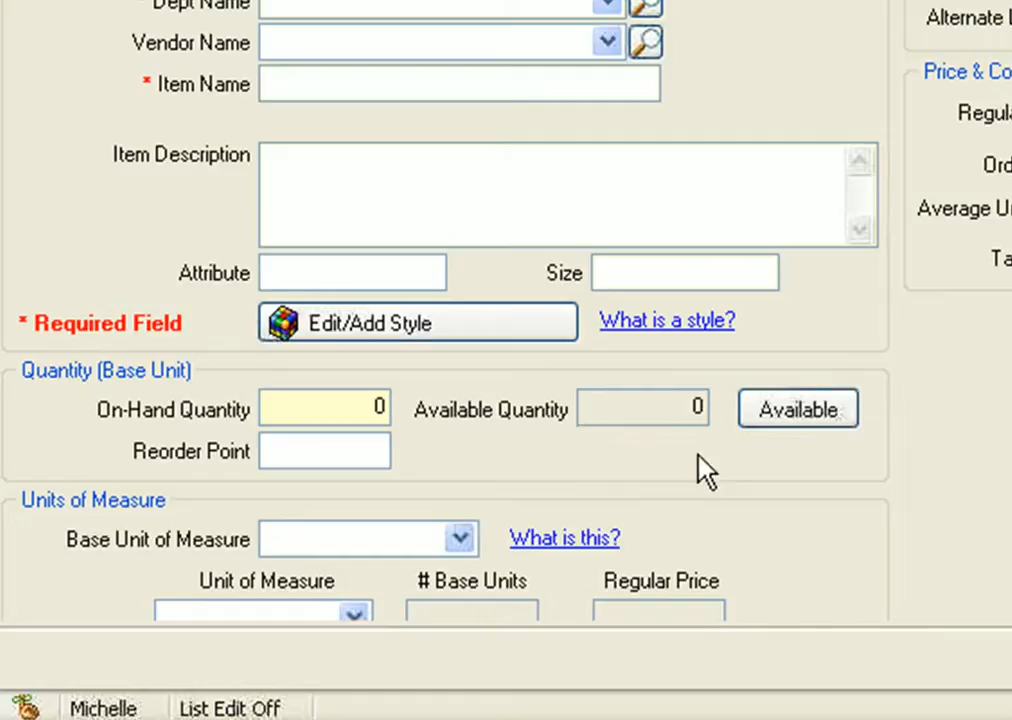 * Dept Name
Alternate
Vendor Name
Price & Co
* Item Name
Regula
Item Description
Ord
Average U
Attribute
Size
Ta
* Required Field
Edit/Add Style
What is a style?
Quantity (Base Unit)
On-Hand Quantity 0 Available Quantity 0 Available
Reorder Point
Units of Measure
Base Unit of Measure
What is this?
Unit of Measure # Base Units Regular Price
Michelle List Edit Off